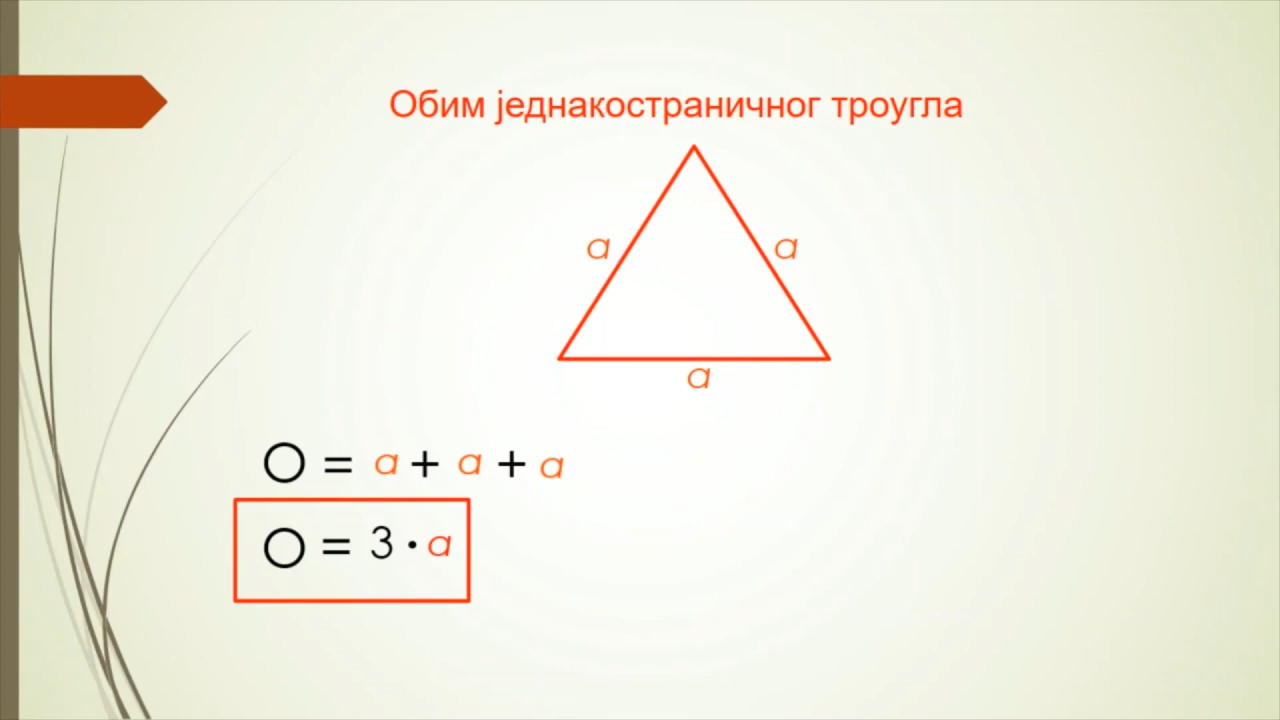 Обим једнакостраничног троугла
a
a
a
O = a + a + a
O = 3 · a